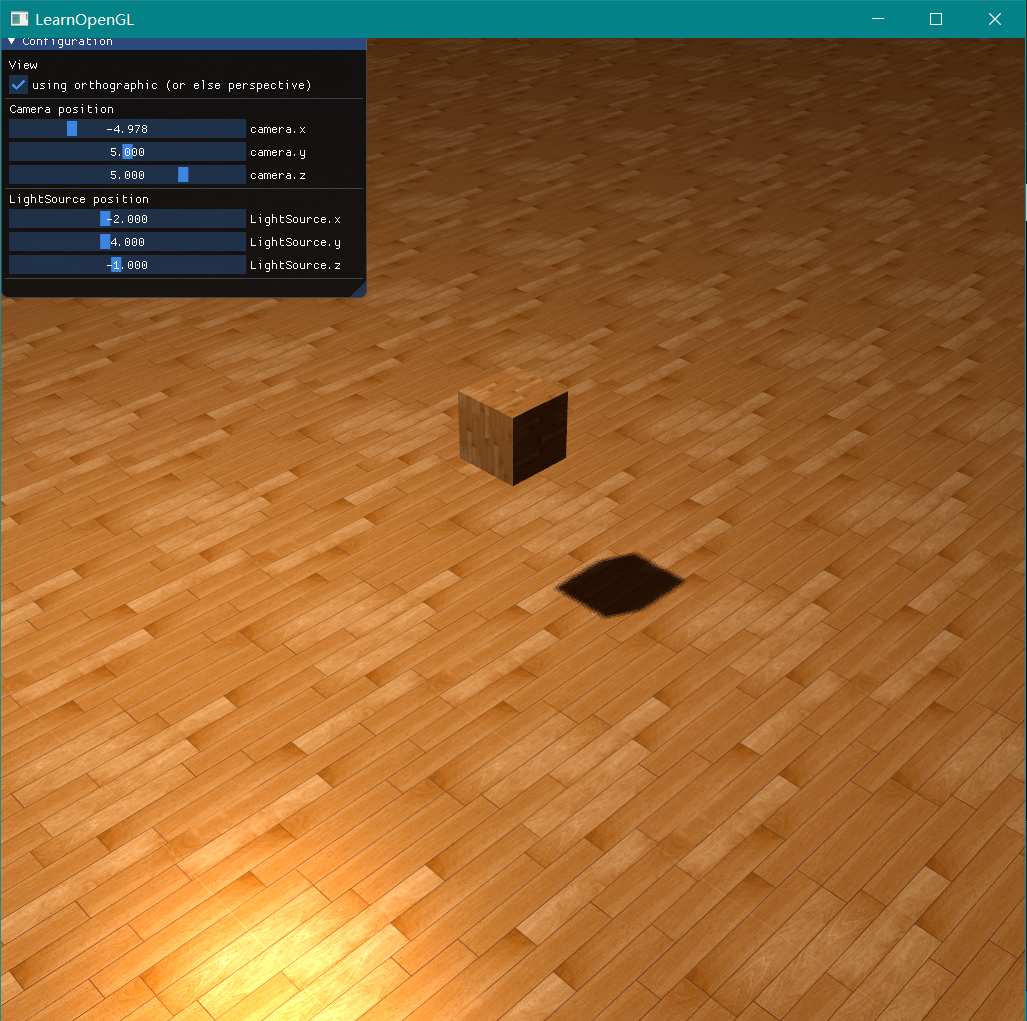 LearnOpenGL
Configuration
View
using orthographic (or else perspective)
Camera position
-4.978 camera.x
5.000 camera.y
5.000 camera.z
LightSource position
-2.000 LightSource.x
4.000 LightSource.y
-1.000 LightSource.z